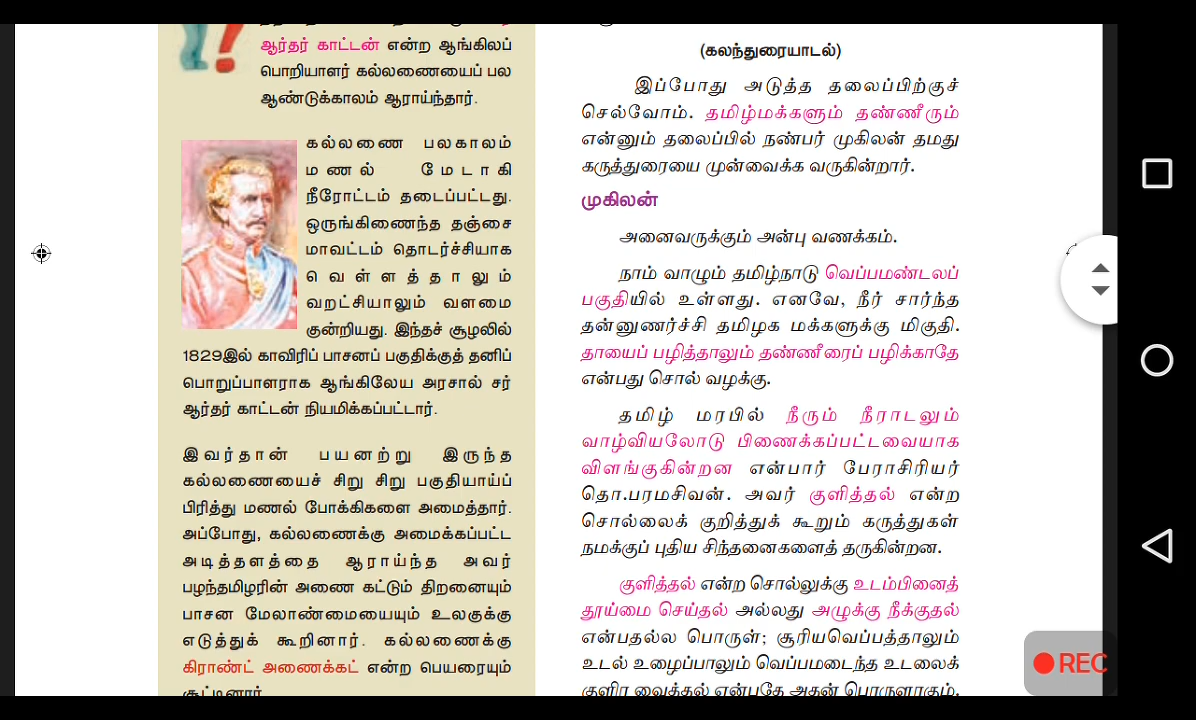 ஆர்தர் காட்டன் என்ற ஆங்கிலப்
பொறியாளர் கல்லணையைப் பல
ஆண்டுக்காலம் ஆராய்ந்தார்.
கல்லணை பலகாலம்
மணல் மேடாகி
நீரோட்டம் தடைப்பட்டது.
ஒருங்கிணைந்த தஞ்சை
மாவட்டம் தொடர்ச்சியாக
வெள்ளத்தாலும்
வறட்சியாலும் வளமை
குன்றியது. இந்தச் சூழலில்
1829இல் காவிரிப் பாசனப் பகுதிக்குத் தனிப்
பொறுப்பாளராக ஆங்கிலேய அரசால் சர்
ஆர்தர் காட்டன் நியமிக்கப்பட்டார்.
இவர்தான் பயனற்று இருந்த
கல்லணையைச் சிறு சிறு பகுதியாய்ப்
பிரித்து மணல் போக்கிகளை அமைத்தார்.
அப்போது, கல்லணைக்கு அமைக்கப்பட்ட
அடித்தளத்தை ஆராய்ந்த அவர்
பழந்தமிழரின் அணை கட்டும் திறனையும்
பாசன மேலாண்மையையும் உலகுக்கு
எடுத்துக் கூறினார். கல்லணைக்கு
கிராண்ட் அணைக்கட் என்ற பெயரையும்
சூட்டினார்
(கலந்துரையாடல்)
இப்போது அடுத்த தலைப்பிற்குச்
செல்வோம். தமிழ்மக்களும் தண்ணீரும்
என்னும் தலைப்பில் நண்பர் முகிலன் தமது
கருத்துரையை முன்வைக்க வருகின்றார்.
முகிலன்
அனைவருக்கும் அன்பு வணக்கம்.
நாம் வாழும் தமிழ்நாடு வெப்பமண்டலப்
பகுதியில் உள்ளது. எனவே, நீர் சார்ந்த
தன்னுணர்ச்சி தமிழக மக்களுக்கு மிகுதி.
தாயைப் பழித்தாலும் தண்ணீரைப் பழிக்காதே
என்பது சொல் வழக்கு.
தமிழ் மரபில் நீரும் நீராடலும்
வாழ்வியலோடு பிணைக்கப்பட்டவையாக
விளங்குகின்றன என்பார் பேராசிரியர்
தொ.பரமசிவன். அவர் குளித்தல் என்ற
சொல்லைக் குறித்துக் கூறும் கருத்துகள்
நமக்குப் புதிய சிந்தனைகளைத் தருகின்றன.
குளித்தல் என்ற சொல்லுக்கு உடம்பினைத்
தூய்மை செய்தல் அல்லது அழுக்கு நீக்குதல்
என்பதல்ல பொருள்; சூரியவெப்பத்தாலும்
உடல் உழைப்பாலும் வெப்பமடைந்த உடலைக்
குளிர வைத்தல் என்பதே அதன் பொருளாகும்.
REC